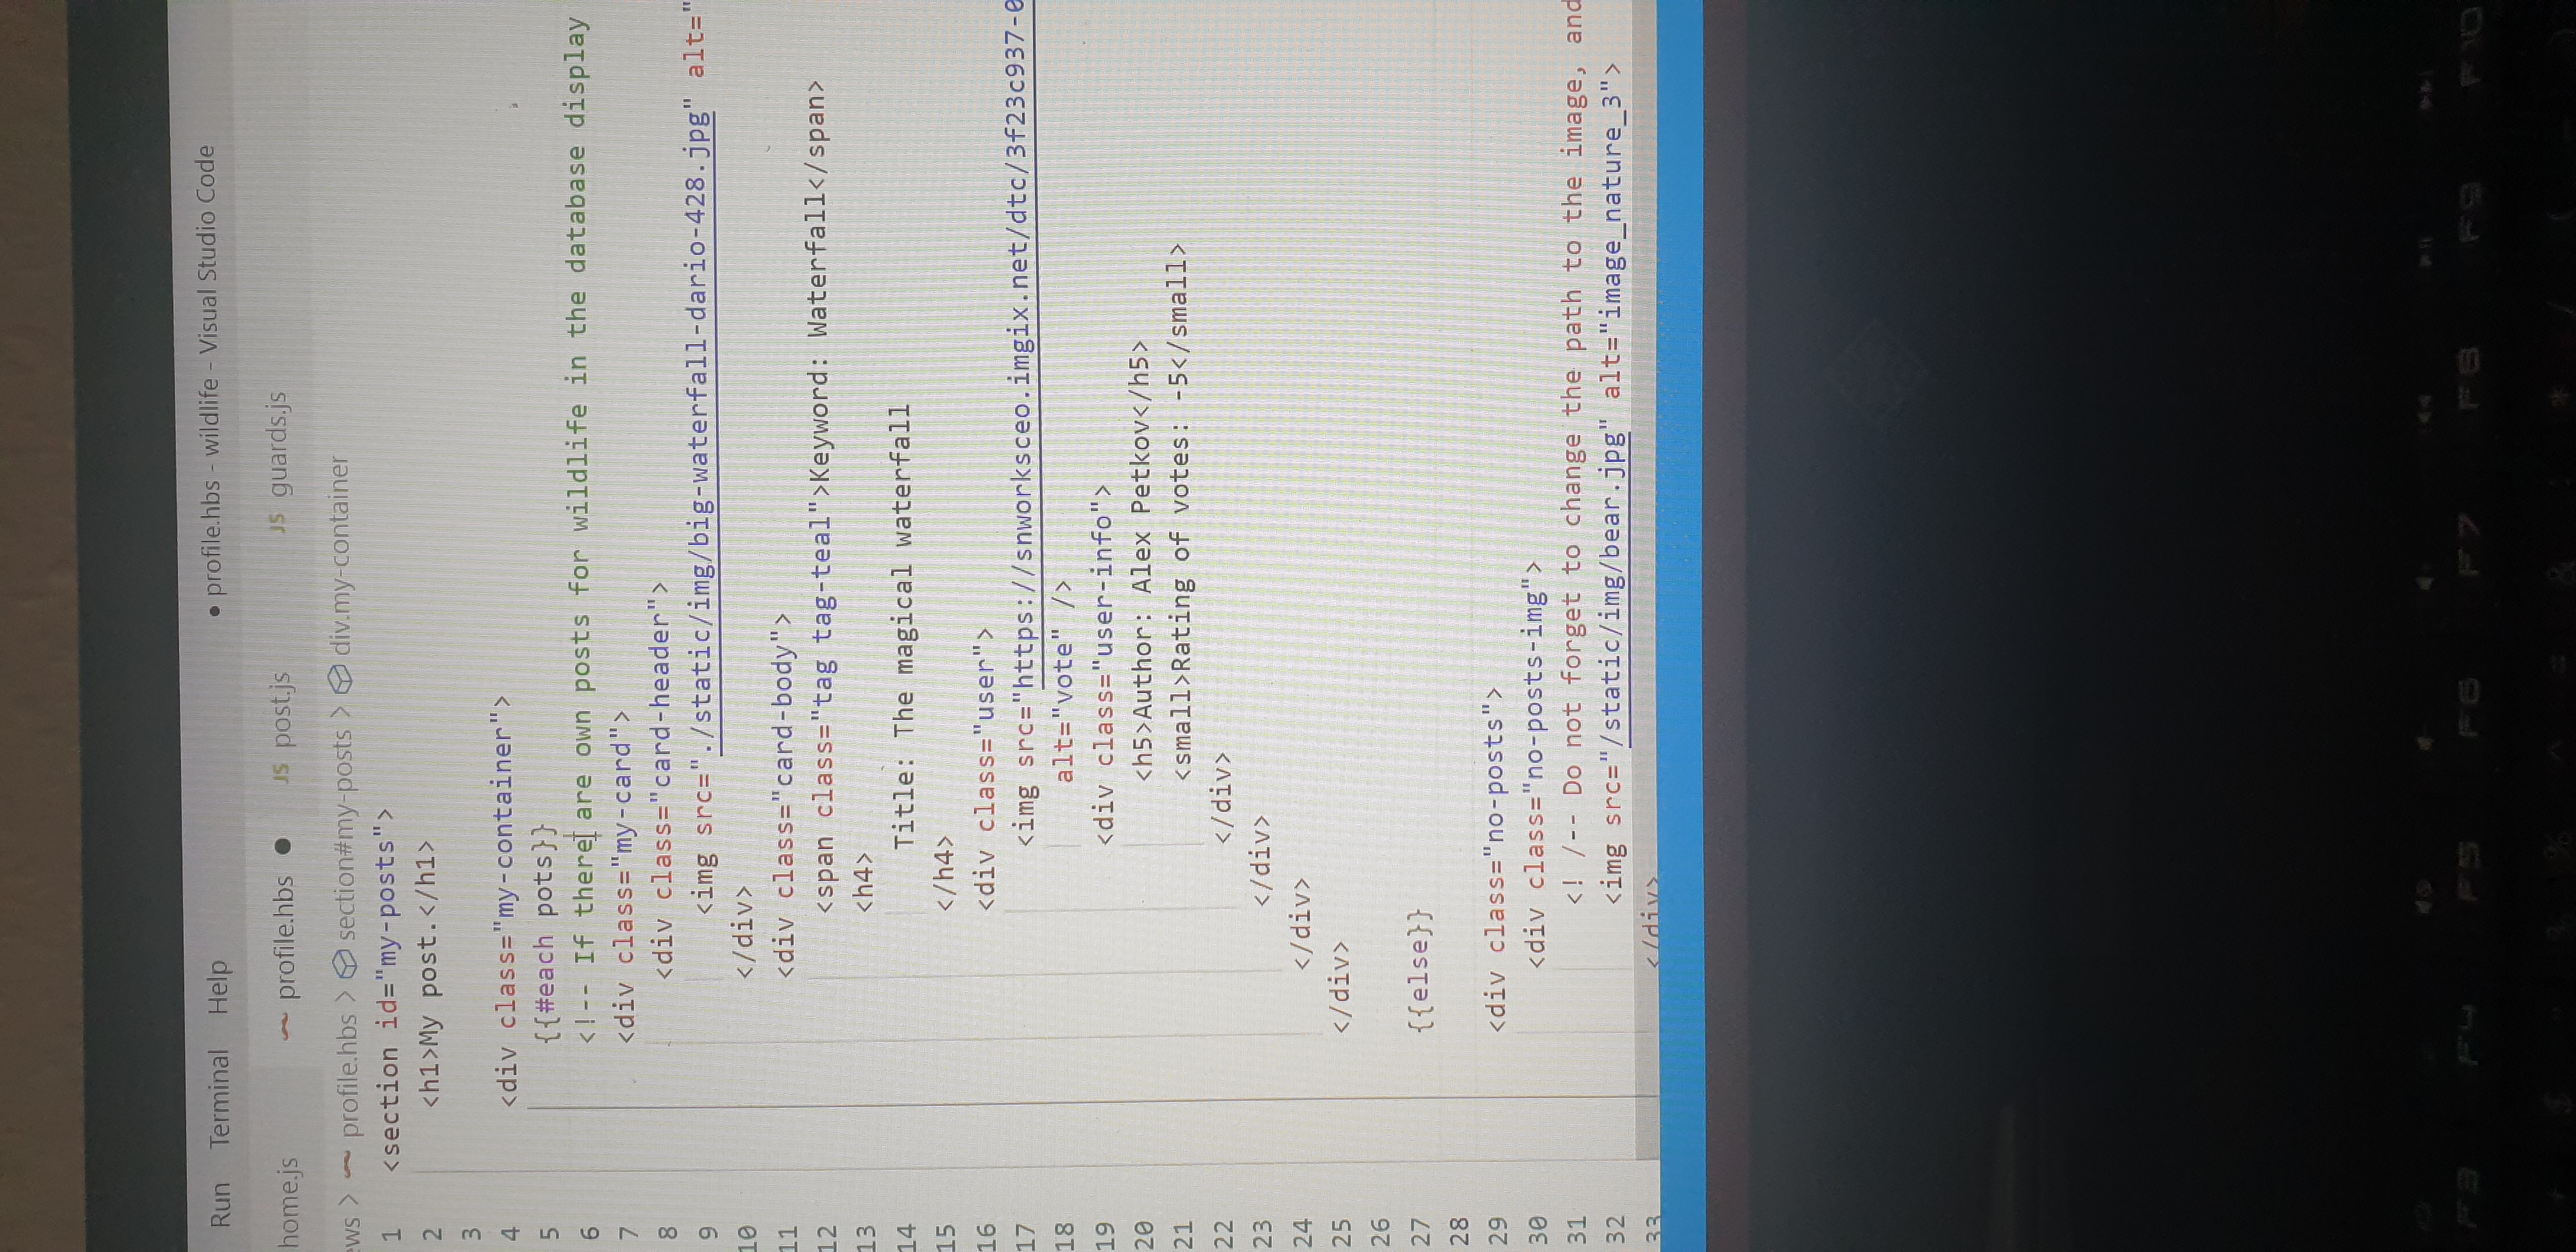 Run Terminal Help ● profile.hbs - wildlife - Visual Studio Code
home.js profile.hbs ● JS post.js JS guards.js
ews > profile.hbs > section#my-posts > div.my-container
1 <section id="my-posts">
2 <h1>My post.</h1>
3
4 <div class="my-container">
5 {{#each pots}}
6 <!-- If there are own posts for wildlife in the database display
7 <div class="my-card">
8 <div class="card-header">
9 <img src="./static/img/big-waterfall-dario-428.jpg" alt="
10 </div>
11 <div class="card-body">
12 <span class="tag tag-teal">Keyword: Waterfall</span>
13 <h4>
14 Title: The magical waterfall
15 </h4>
16 <div class="user">
17 <img src="https://snworksceo.imgix.net/dtc/3f23c937-0
18 alt="vote" />
19 <div class="user-info">
20 <h5>Author: Alex Petkov</h5>
21 <small>Rating of votes: -5</small>
22 </div>
23 </div>
24 </div>
25 </div>
26
27 {{else}}
28
29 <div class="no-posts">
30 <div class="no-posts-img">
31 <! /-- Do not forget to change the path to the image, and
32 <img src="/static/img/bear.jpg" alt="image_nature_3">
33 </div>
F3 F4 F5 F6 F7 F8 F9 F10